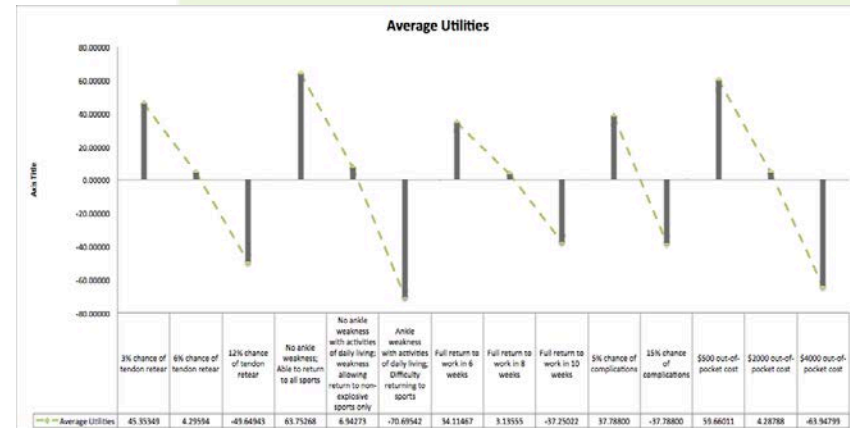 Average Utilities
80.00000
60.00000
40.00000
20.00000
0.00000
-20.00000
-40.00000
-60.00000
-80.00000
Axis Title
3% chance of
tendon retear
6% chance of
tendon retear
12% chance
of tendon
retear
No ankle
weakness;
Able to return
to all sports
No ankle
weakness
with activities
of daily living;
weakness
allowing
return to non-
explosive
sports only
Ankle
weakness
with activities
of daily living;
Difficulty
returning to
sports
Full return to
work in 6
weeks
Full return to
work in 8
weeks
Full return to
work in 10
weeks
5% chance of
complications
15% chance
of
complications
$500 out-of-
pocket cost
$2000 out-of-
pocket cost
$4000 out-of-
pocket cost
Average Utilities 45.35349 4.29594 -49.64943 63.75268 6.94273 -70.69542 34.11467 3.13555 -37.25022 37.78800 -37.78800 59.66011 4.28788 -63.94799